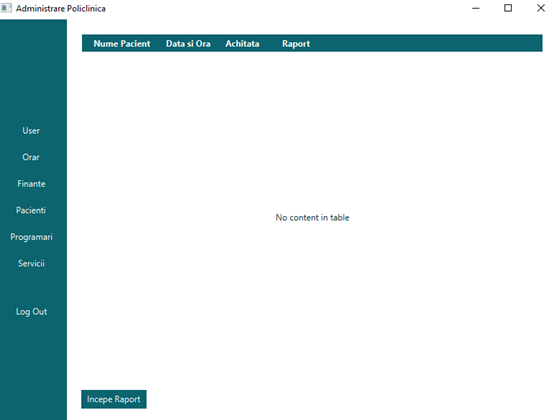 Administrare Policlinica
Nume Pacient Data si Ora Achitata Raport
User
Orar
Finante
Pacienti
Programari
Servicii
Log Out
No content in table
Incepe Raport